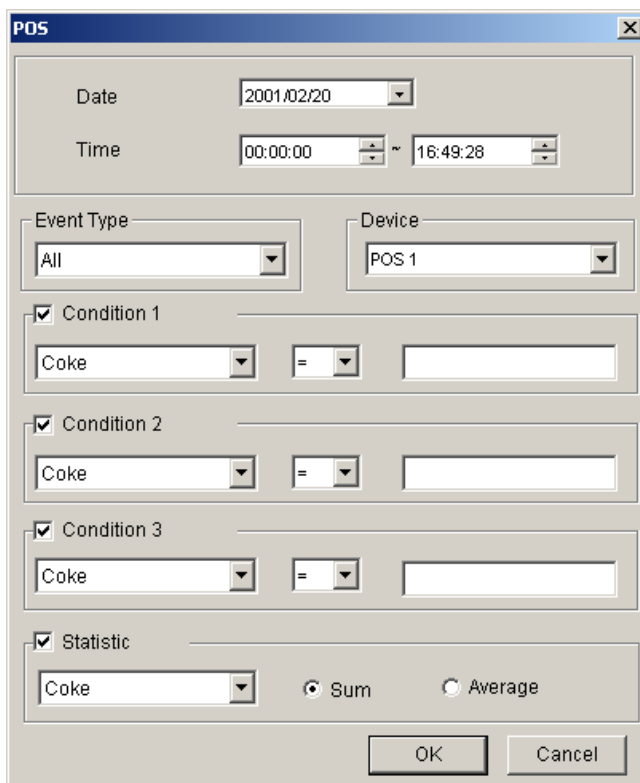 POS
Date 2001/02/20
Time 00:00:00 ~ 16:49:28
Event Type Device
All POS 1
Condition 1
Coke =
Condition 2
Coke =
Condition 3
Coke =
Statistic
Coke Sum Average
OK Cancel